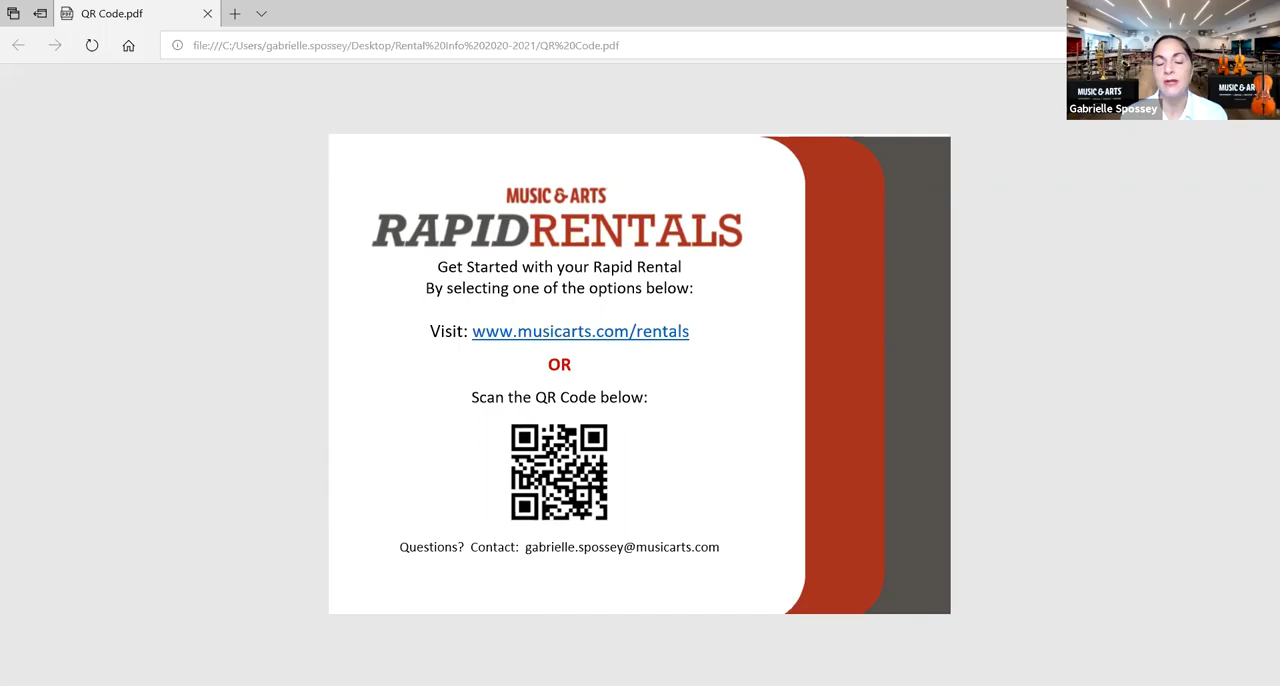 QR Code.pdf
file:///C:/Users/gabrielle.spossey/Desktop/Rental%20Info%202020-2021/QR%20Code.pdf
MUSIC & ARTS
MUSIC & AR
Gabrielle Spossey
MUSIC & ARTS
RAPIDRENTALS
Get Started with your Rapid Rental
By selecting one of the options below:
Visit: www.musicarts.com/rentals
OR
Scan the QR Code below:
Questions? Contact: gabrielle.spossey@musicarts.com